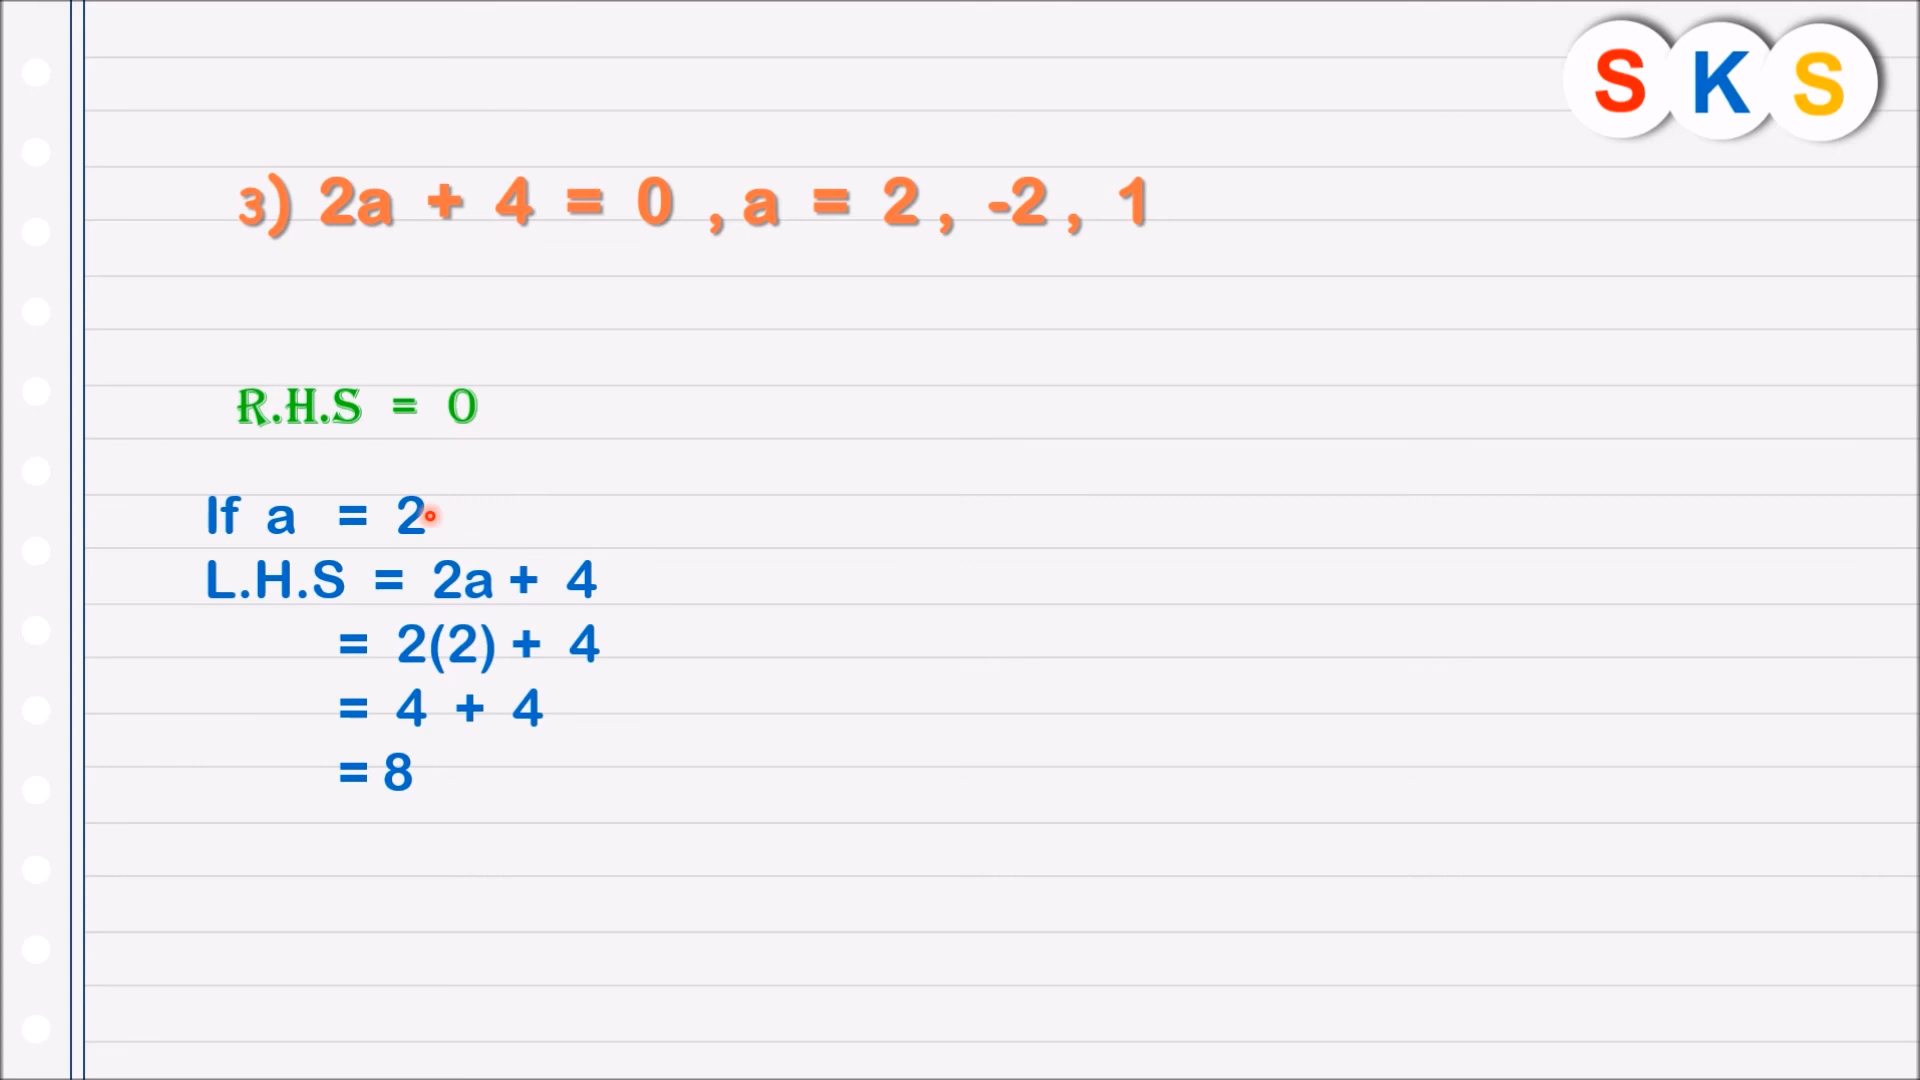 SKS
3) 2a + 4 = 0 , a = 2 , -2 , 1
R.H.S = 0
If a = 2
L.H.S = 2a + 4
= 2(2) + 4
= 4 + 4
= 8